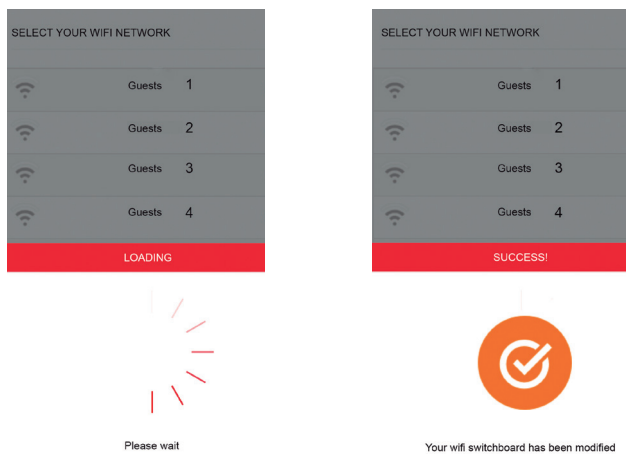 SELECT YOUR WIFI NETWORK
Guests 1
Guests 2
Guests 3
Guests 4
LOADING
Please wait
SELECT YOUR WIFI NETWORK
Guests 1
Guests 2
Guests 3
Guests 4
SUCCESS!
Your wifi switchboard has been modified